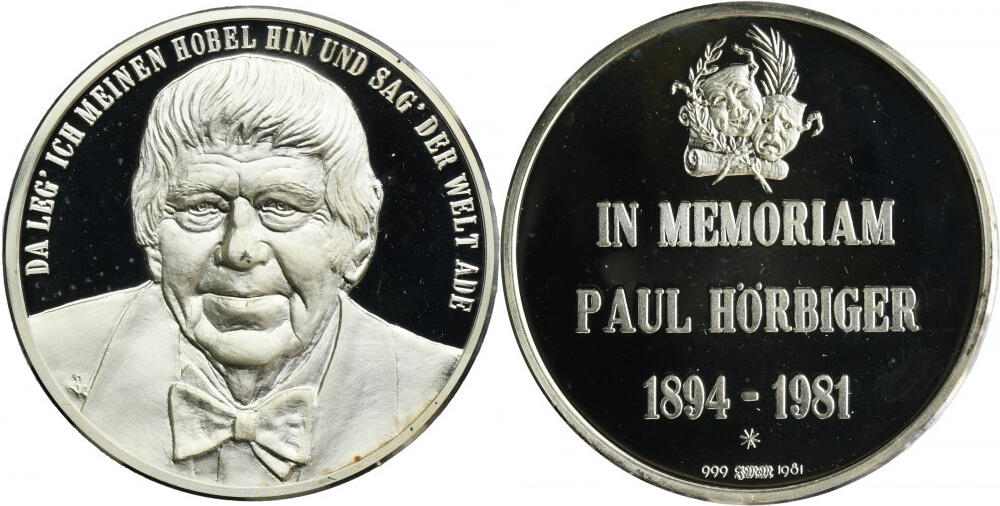 DA LEG' ICH MEINEN HOBEL HIN UND SAG' DER WELT ADE
IN MEMORIAM
PAUL HÖRBIGER
1894 - 1981
999 1981